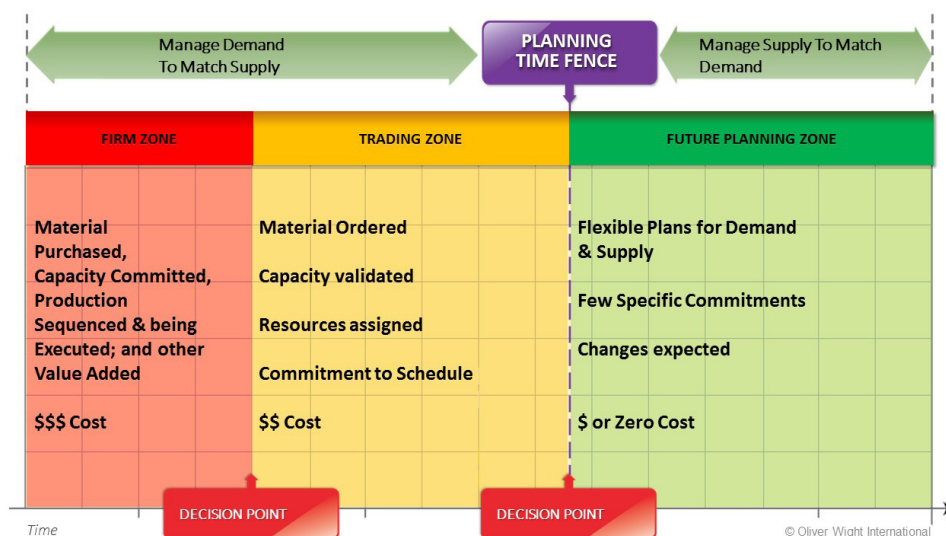 Manage Demand
To Match Supply
PLANNING
TIME FENCE
Manage Supply To Match
Demand
FIRM ZONE
TRADING ZONE
FUTURE PLANNING ZONE
Material
Purchased,
Capacity Committed,
Production
Sequenced & being
Executed; and other
Value Added
$$$ Cost
Material Ordered
Capacity validated
Resources assigned
Commitment to Schedule
$$ Cost
Flexible Plans for Demand
& Supply
Few Specific Commitments
Changes expected
$ or Zero Cost
DECISION POINT
DECISION POINT
Time
© Oliver Wight International